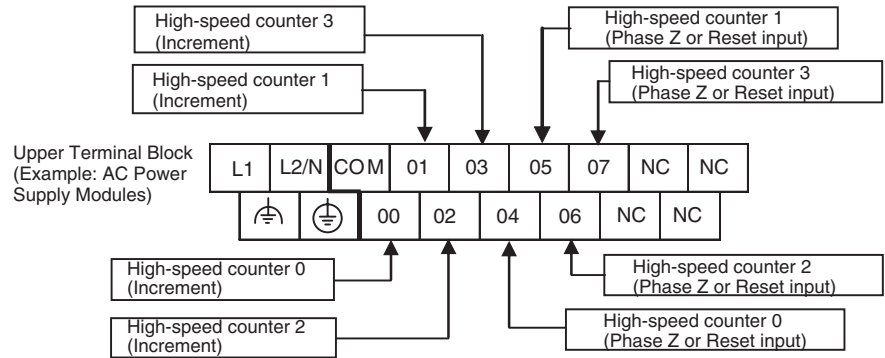 High-speed counter 3
(Increment)
High-speed counter 1
(Phase Z or Reset input)
High-speed counter 1
(Increment)
High-speed counter 3
(Phase Z or Reset input)
Upper Terminal Block
(Example: AC Power
Supply Modules)
L1 L2/N COM 01 03 05 07 NC NC
00 02 04 06 NC NC
High-speed counter 0
(Increment)
High-speed counter 2
(Phase Z or Reset input)
High-speed counter 2
(Increment)
High-speed counter 0
(Phase Z or Reset input)